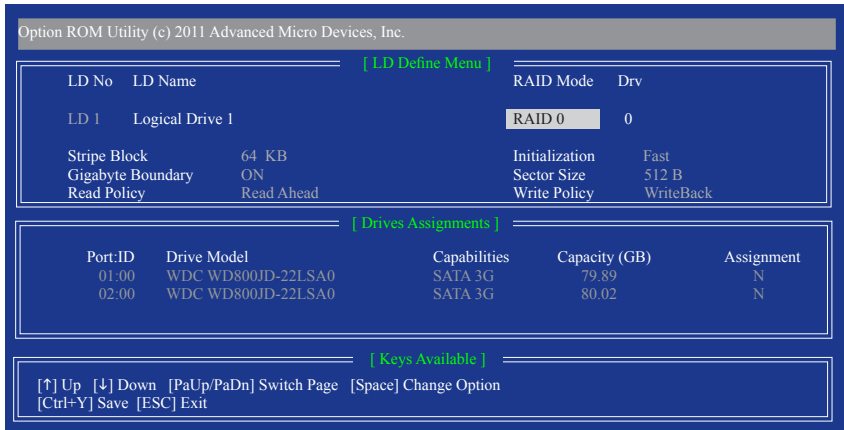 Option ROM Utility (c) 2011 Advanced Micro Devices, Inc.
[ LD Define Menu ]
LD No LD Name RAID Mode Drv
LD 1 Logical Drive 1 RAID 0 0
Stripe Block 64 KB Initialization Fast
Gigabyte Boundary ON Sector Size 512 B
Read Policy Read Ahead Write Policy WriteBack
[ Drives Assignments ]
Port:ID Drive Model Capabilities Capacity (GB) Assignment
01:00 WDC WD800JD-22LSA0 SATA 3G 79.89 N
02:00 WDC WD800JD-22LSA0 SATA 3G 80.02 N
[ Keys Available ]
[↑] Up [↓] Down [PaUp/PaDn] Switch Page [Space] Change Option
[Ctrl+Y] Save [ESC] Exit